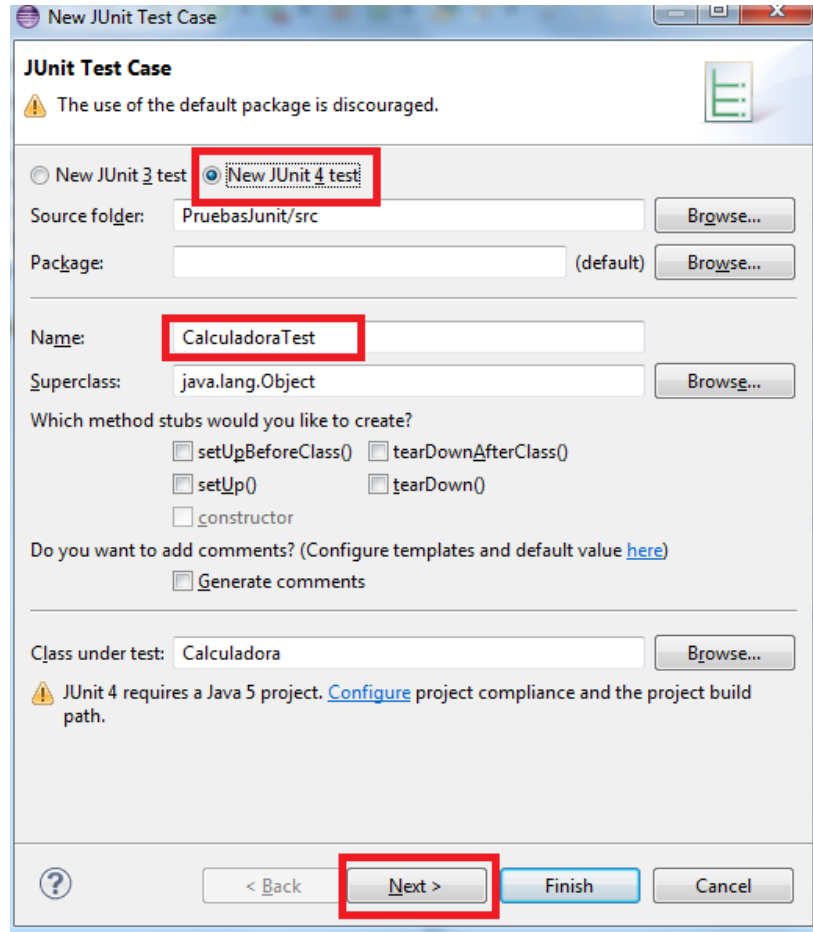 New JUnit Test Case
JUnit Test Case
The use of the default package is discouraged.
New JUnit 3 test New JUnit 4 test
Source folder: PruebasJunit/src Browse...
Package: (default) Browse...
Name: CalculadoraTest
Superclass: java.lang.Object Browse...
Which method stubs would you like to create?
setUpBeforeClass() tearDownAfterClass()
setUp() tearDown()
constructor
Do you want to add comments? (Configure templates and default value here)
Generate comments
Class under test: Calculadora Browse...
JUnit 4 requires a Java 5 project. Configure project compliance and the project build
path.
? < Back Next > Finish Cancel